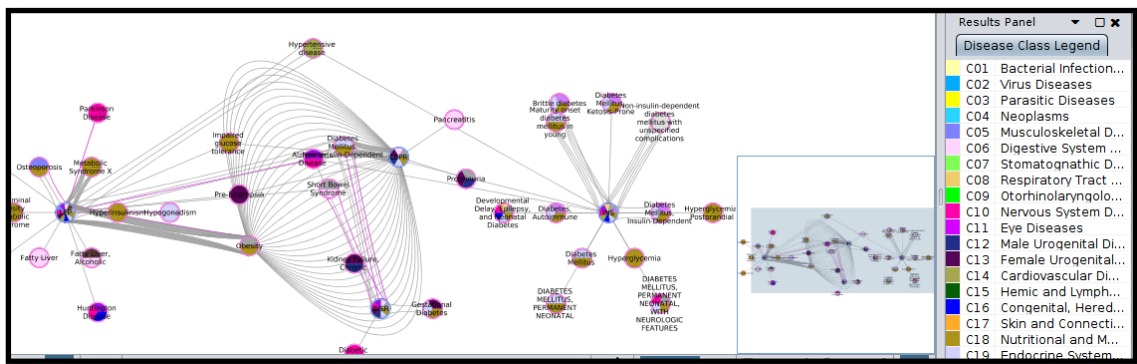 Results Panel
Disease Class Legend
C01 Bacterial Infection...
C02 Virus Diseases
C03 Parasitic Diseases
C04 Neoplasms
C05 Musculoskeletal D...
C06 Digestive System ...
C07 Stomatognathic D...
C08 Respiratory Tract ...
C09 Otorhinolaryngolo...
C10 Nervous System D...
C11 Eye Diseases
C12 Male Urogenital Di...
C13 Female Urogenital...
C14 Cardiovascular Di...
C15 Hemic and Lymph...
C16 Congenital, Hered...
C17 Skin and Connecti...
C18 Nutritional and M...
C19 Endocrine System...
Hypertensive
disease
Parkinson
Disease
Pancreatitis
Brittle diabetes
Maturity onset
diabetes
mellitus in
young
Diabetes
Mellitus,
Ketosis-Prone
Non-insulin-dependent
diabetes
mellitus with
unspecified
complications
Impaired
glucose
tolerance
Diabetes
Mellitus
Disease
Osteoporosis
Metabolic
Syndrome X
Short Bowel
Syndrome
Proteinuria
Pre-Eclampsia
Hyperinsulinism
Hypogonadism
Developmental
Delay, Epilepsy,
and Neonatal
Diabetes
Diabetes
Autoimmune
Diabetes
Mellitus,
Insulin-Dependent
Hyperglycemia
Postprandial
Obesity
Fatty Liver
Fatty Liver,
Alcoholic
Kidney Failure,
Diabetes
Mellitus
Hyperglycemia
Huntington
Disease
Gestational
Diabetes
DIABETES
MELLITUS,
PERMANENT
NEONATAL
DIABETES
MELLITUS,
PERMANENT
NEONATAL,
WITH
NEUROLOGIC
FEATURES
Diabetic